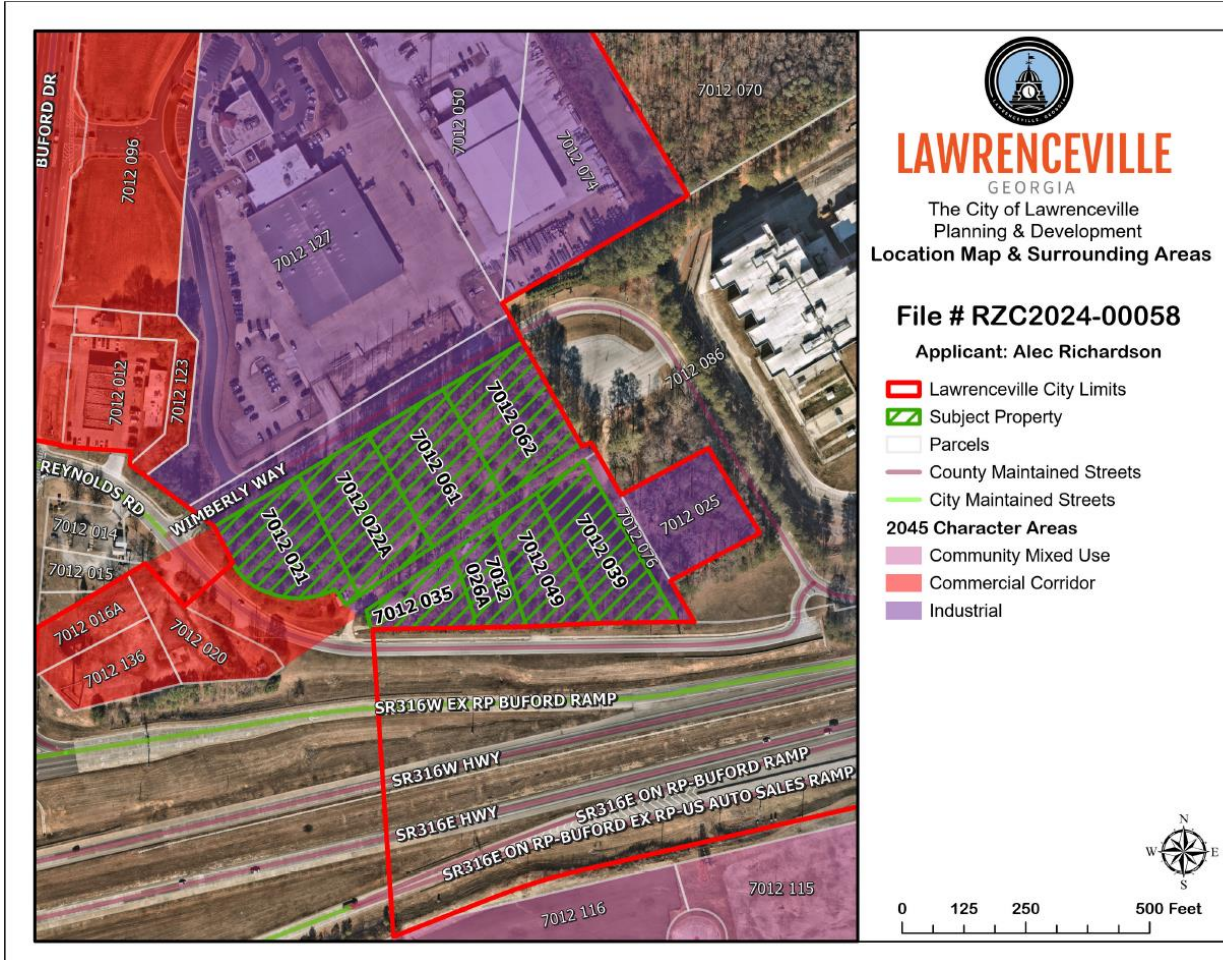 BUFORD DR
7012 096
7012 050
7012 074
7012 070
7012 127
7012 012
7012 123
7012 086
REYNOLDS RD
WIMBERLY WAY
7012 014
7012 015
7012 016A
7012 136
7012 020
7012 021
7012 022A
7012 061
7012 062
7012 035
7012
026A
7012 049
7012 039
7012 076
7012 025
SR316W EX RP BUFORD RAMP
SR316W HWY
SR316E HWY
SR316E ON RP-BUFORD RAMP
SR316E ON RP-BUFORD EX RP-US AUTO SALES RAMP
7012 116
7012 115
LAWRENCEVILLE, GEORGIA
LAWRENCEVILLE
GEORGIA
The City of Lawrenceville
Planning & Development
Location Map & Surrounding Areas
File # RZC2024-00058
Applicant: Alec Richardson
Lawrenceville City Limits
Subject Property
Parcels
County Maintained Streets
City Maintained Streets
2045 Character Areas
Community Mixed Use
Commercial Corridor
Industrial
N
W E
S
0 125 250 500 Feet